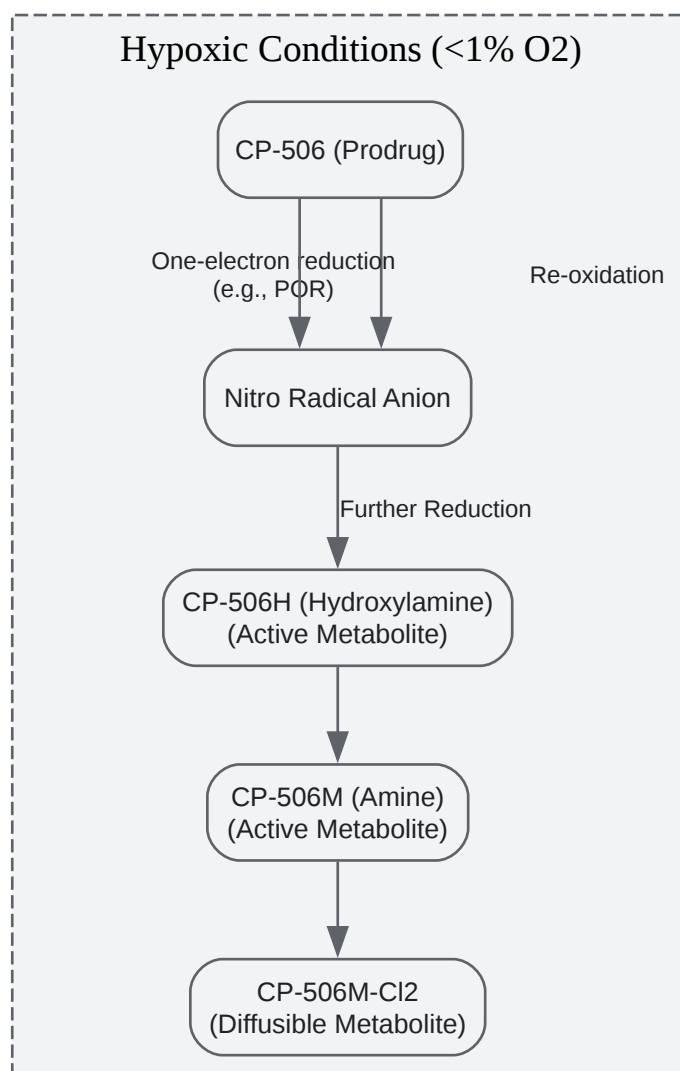 Hypoxic Conditions (<1% O2)
CP-506 (Prodrug)
One-electron reduction
(e.g., POR)
Re-oxidation
Nitro Radical Anion
Further Reduction
CP-506H (Hydroxylamine)
(Active Metabolite)
CP-506M (Amine)
(Active Metabolite)
CP-506M-Cl2
(Diffusible Metabolite)